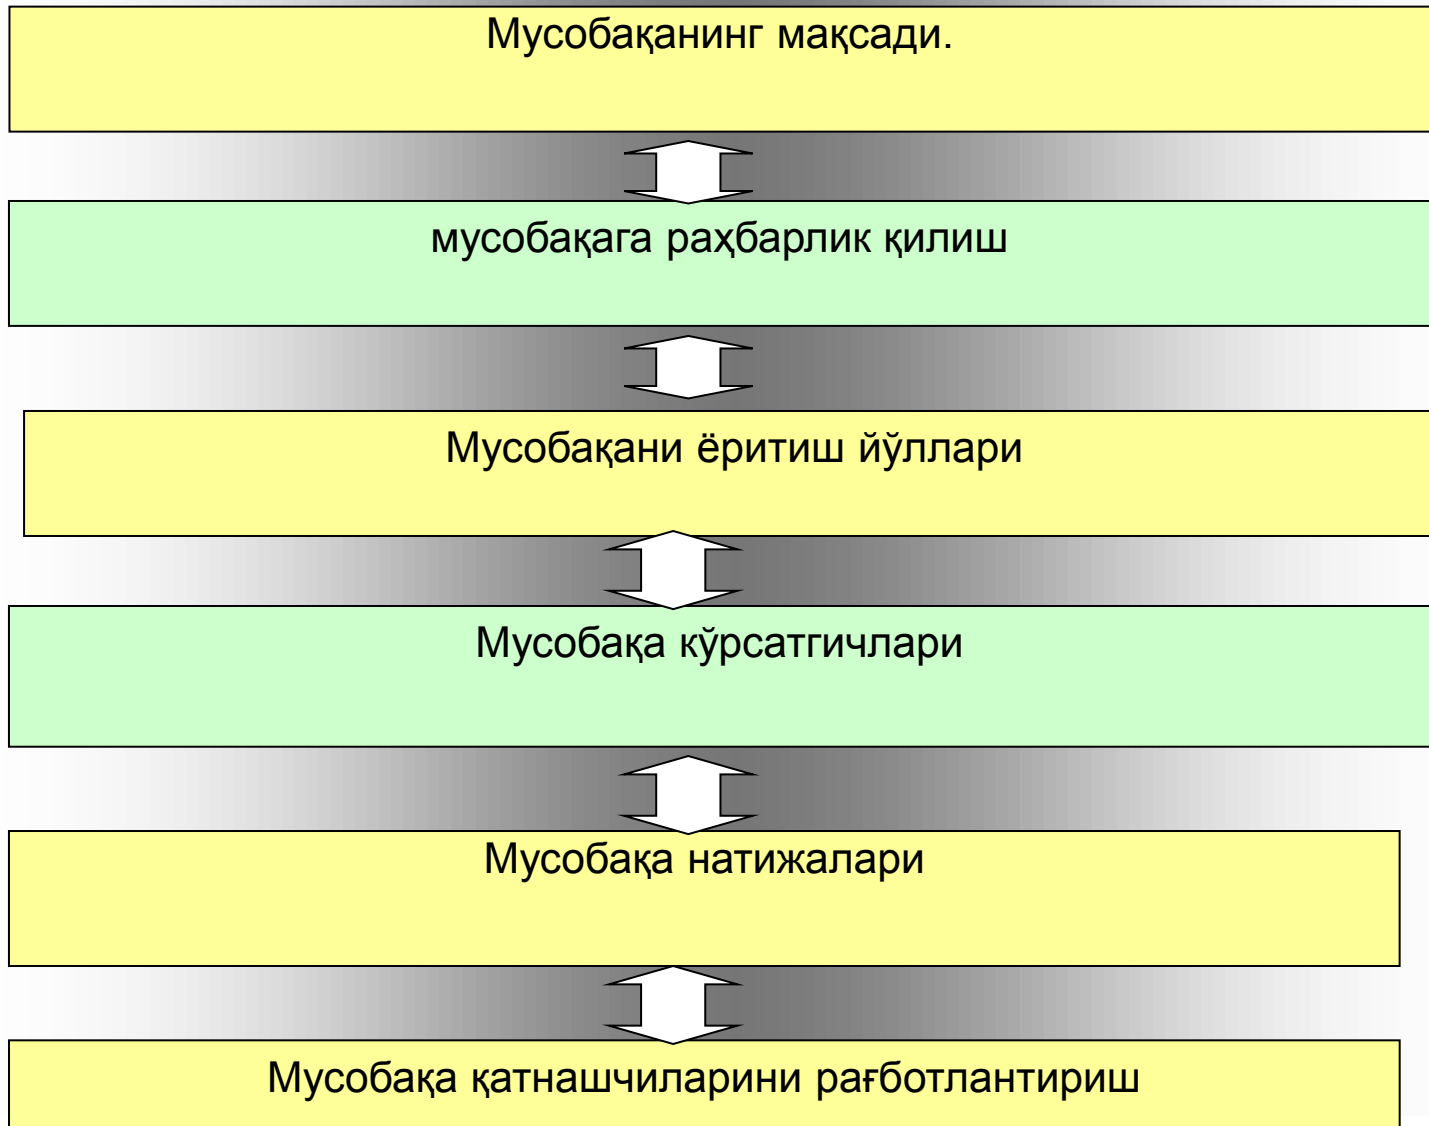 Мусобақанинг мақсади.
мусобақага раҳбарлик қилиш
Мусобақани ёритиш йўллари
Мусобақа кўрсатгичлари
Мусобақа натижалари
Мусобақа қатнашчиларини рағботлантириш